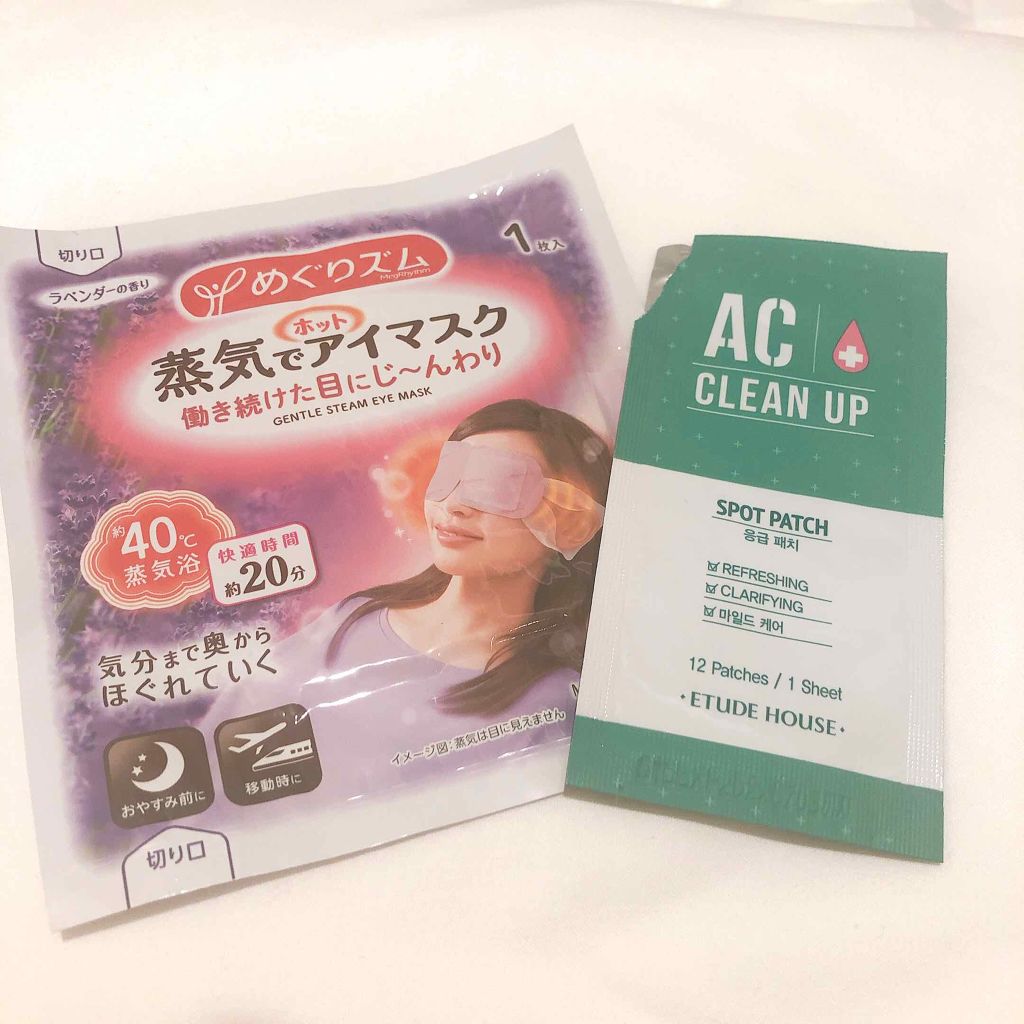 切り口
ラベンダーの香り
1枚入
めぐりズム
MegRhythm
ホット
蒸気でアイマスク
働き続けた目にじ〜んわり
GENTLE STEAM EYE MASK
約40℃
蒸気浴
快適時間
約20分
気分まで奥から
ほぐれていく
おやすみ前に
移動時に
イメージ図:蒸気は目に見えません
切り口
AC
CLEAN UP
SPOT PATCH
응급 패치
REFRESHING
CLARIFYING
마일드 케어
12 Patches / 1 Sheet
·ETUDE HOUSE·